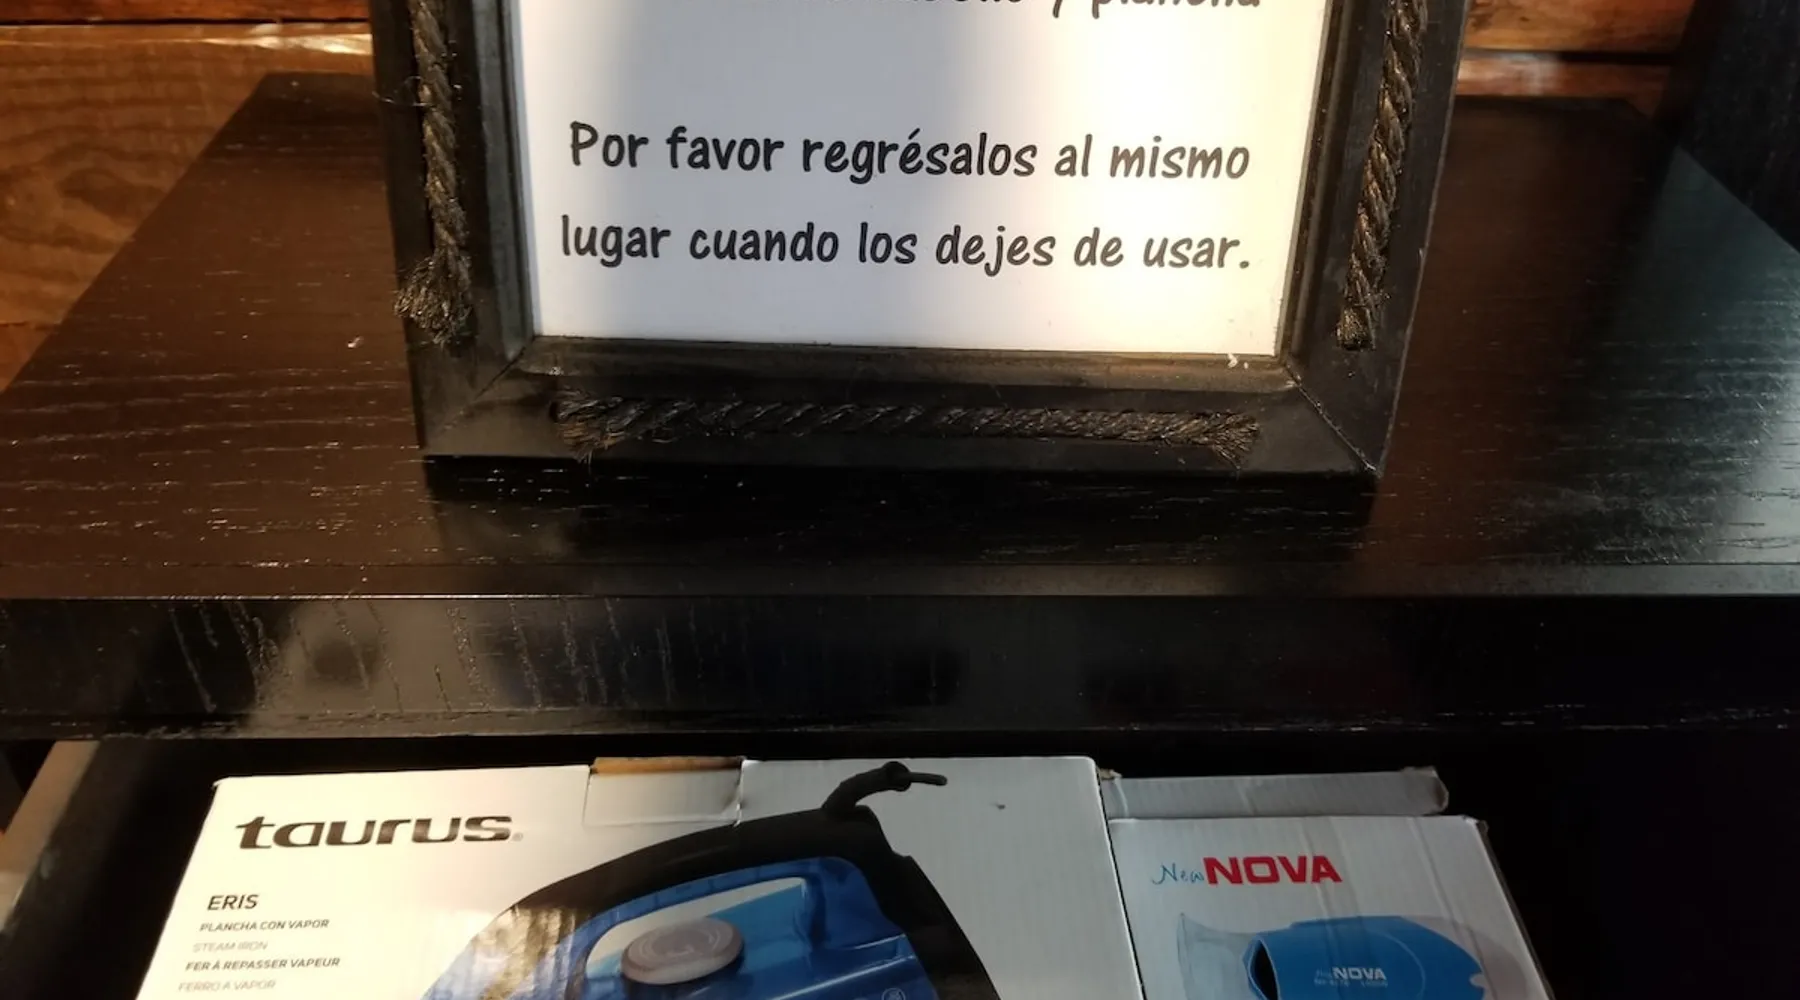 y plancha
Por favor regrésalos al mismo
lugar cuando los dejes de usar.
taurus
ERIS
PLANCHA CON VAPOR
STEAM IRON
FER À REPASSER VAPEUR
FERRO A VAPOR
New NOVA
NOVA